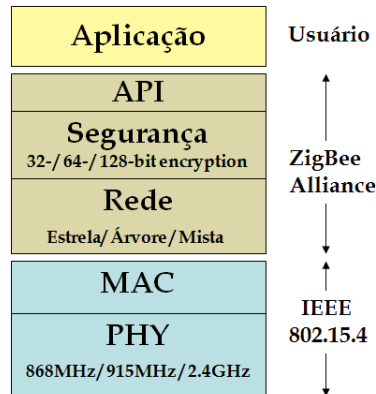 Aplicação
Usuário
API
Segurança
32-/64-/128-bit encryption
ZigBee
Alliance
Rede
Estrela/Árvore/Mista
MAC
IEEE
802.15.4
PHY
868MHz/915MHz/2.4GHz